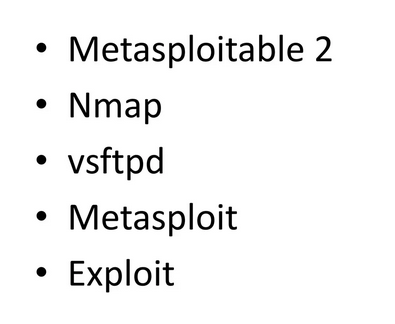 • Metasploitable 2
• Nmap
• vsftpd
• Metasploit
• Exploit